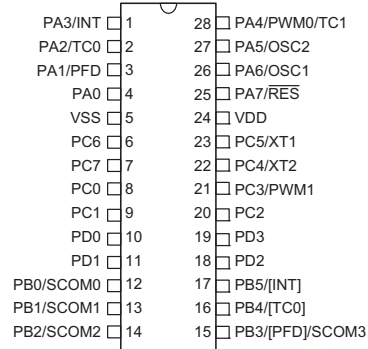 PA3/INT 1 28 PA4/PWM0/TC1
PA2/TC0 2 27 PA5/OSC2
PA1/PFD 3 26 PA6/OSC1
PA0 4 25 PA7/RES
VSS 5 24 VDD
PC6 6 23 PC5/XT1
PC7 7 22 PC4/XT2
PC0 8 21 PC3/PWM1
PC1 9 20 PC2
PD0 10 19 PD3
PD1 11 18 PD2
PB0/SCOM0 12 17 PB5/[INT]
PB1/SCOM1 13 16 PB4/[TC0]
PB2/SCOM2 14 15 PB3/[PFD]/SCOM3